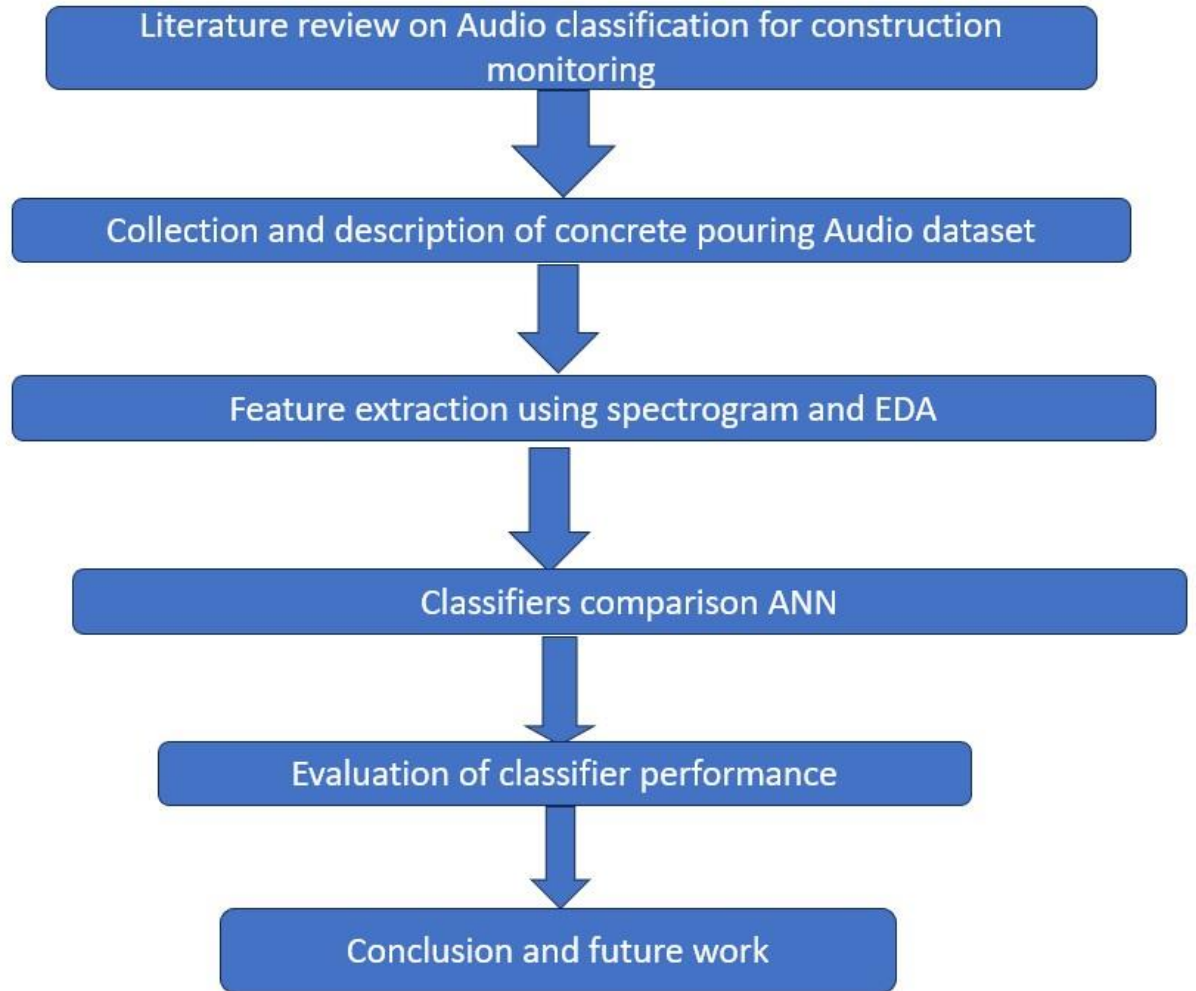 Literature review on Audio classification for construction
monitoring
Collection and description of concrete pouring Audio dataset
Feature extraction using spectrogram and EDA
Classifiers comparison ANN
Evaluation of classifier performance
Conclusion and future work